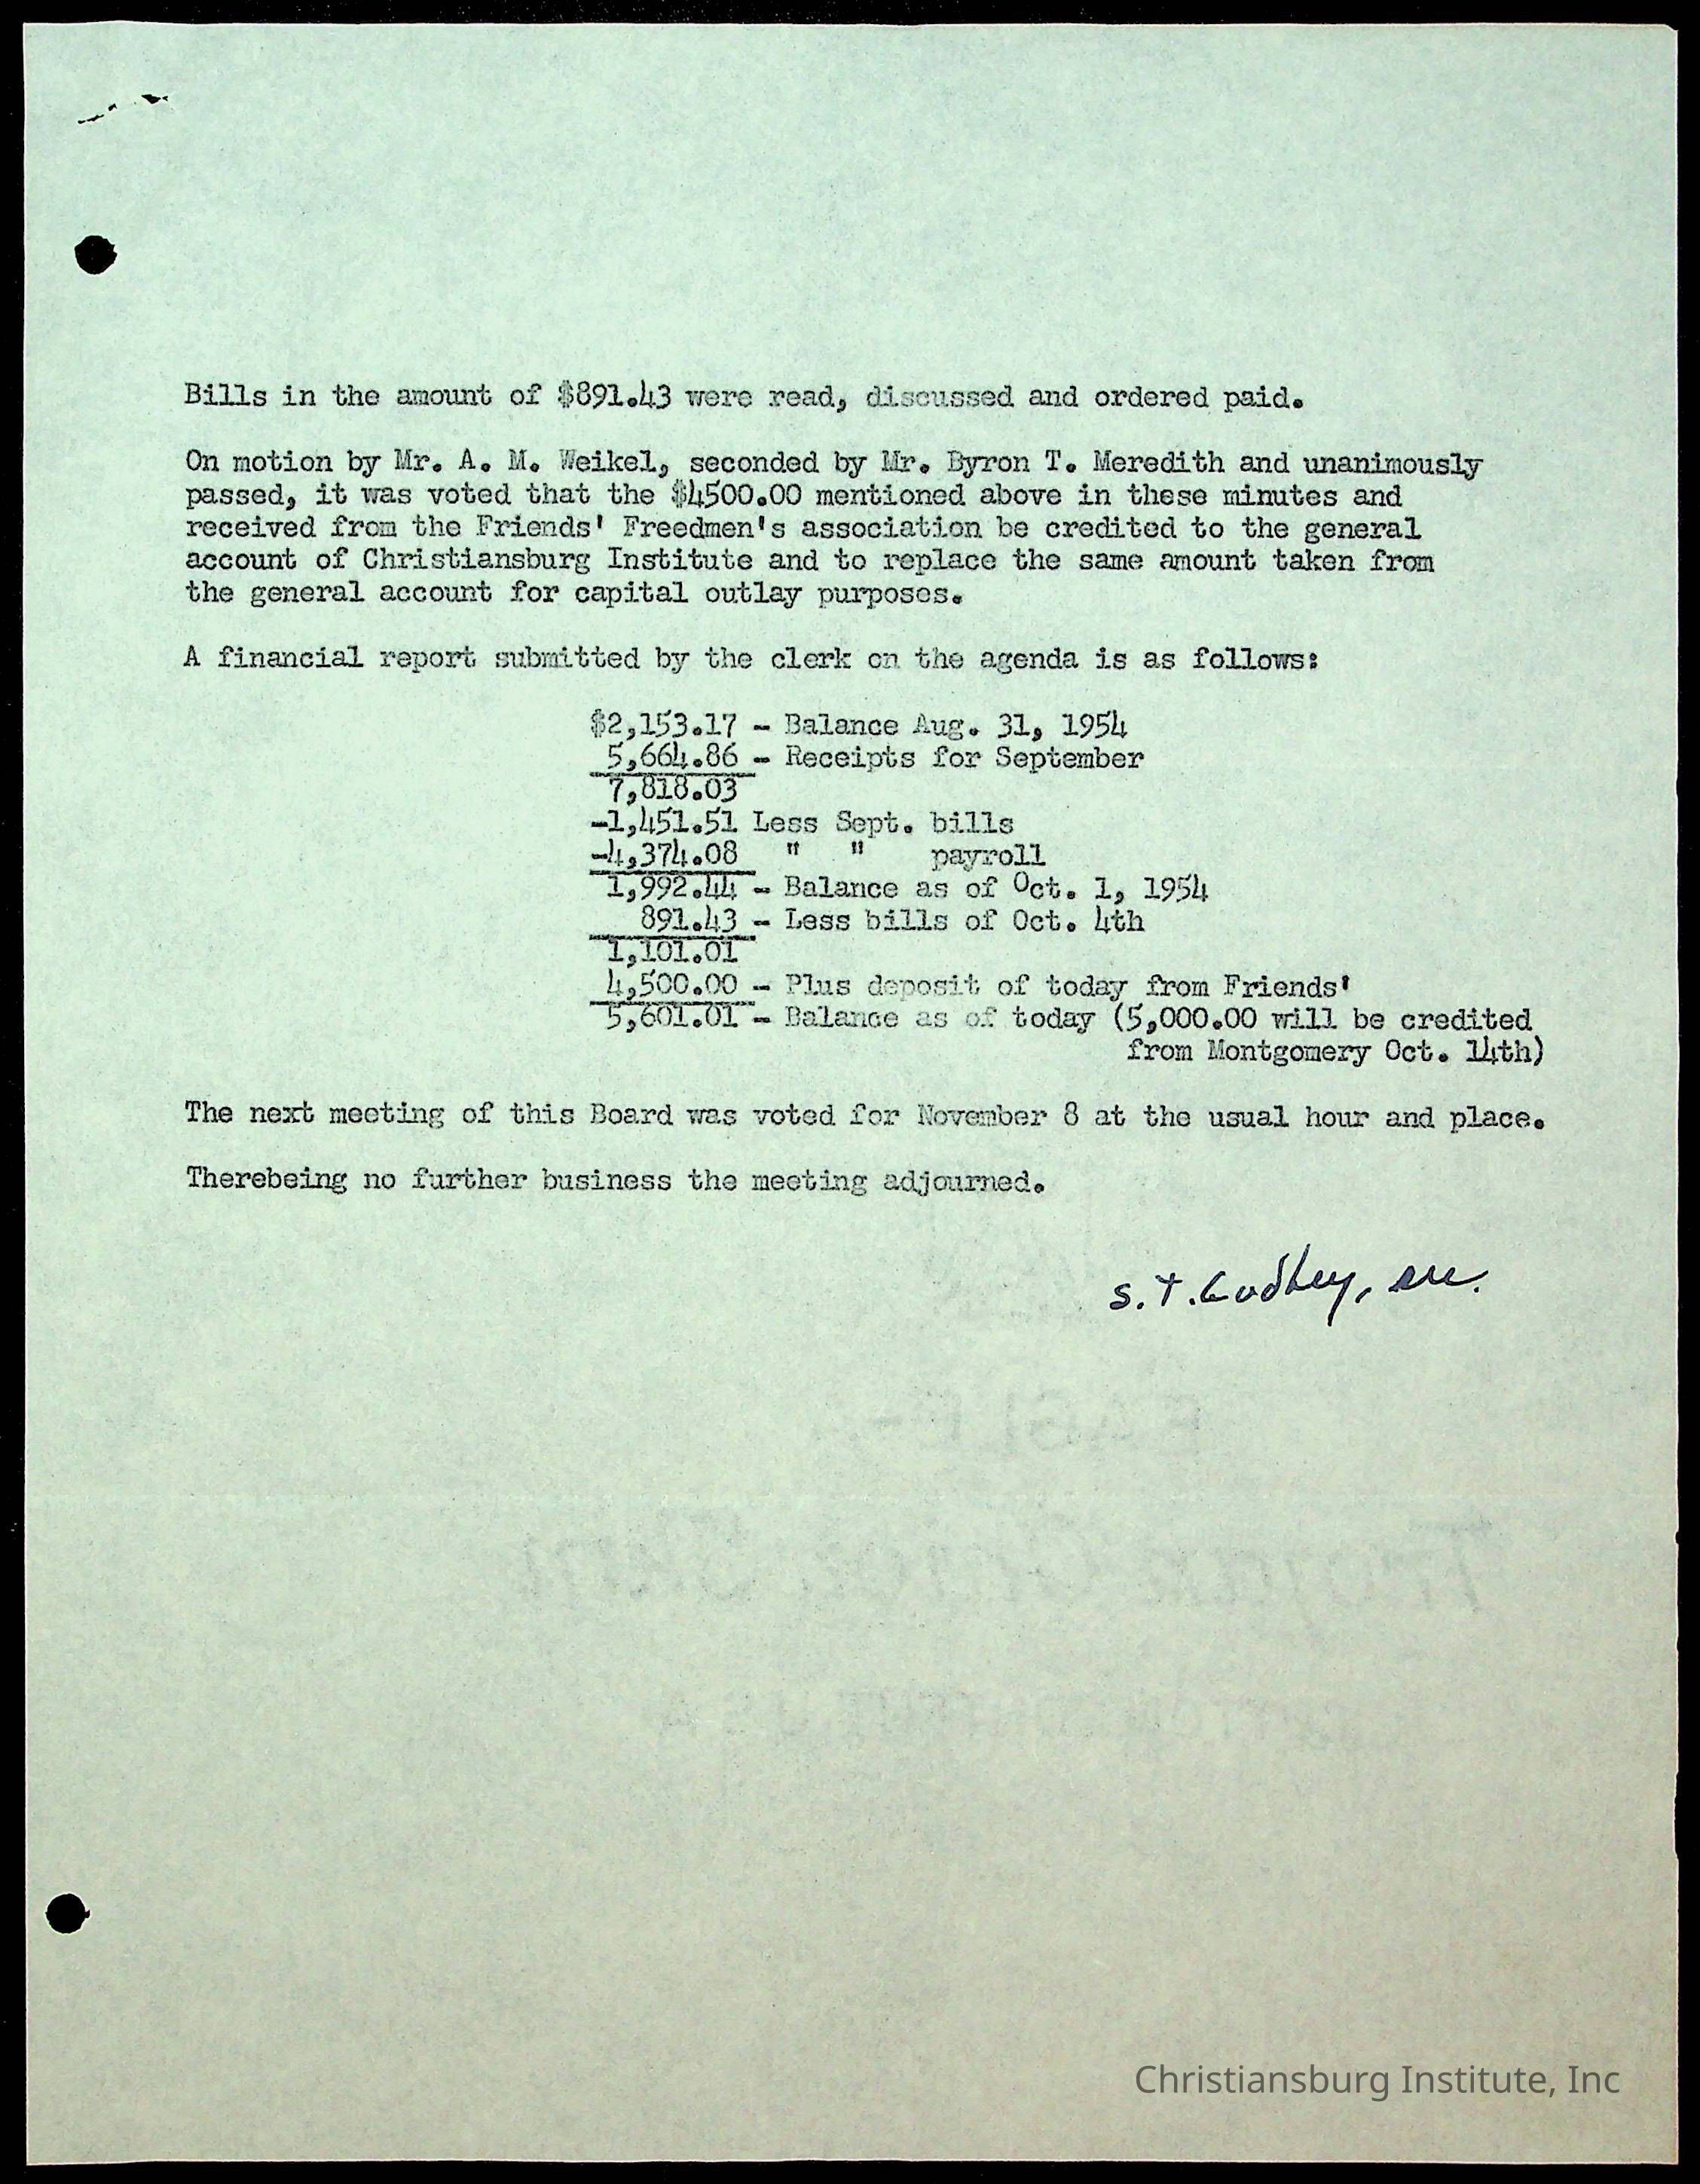 Bills in the amount of $891.43 were read, discussed and ordered paid.
On motion by Mr. A. M. Weikel, seconded by Mr. Byron T. Meredith and unanimously
passed, it was voted that the $4500.00 mentioned above in these minutes and
received from the Friends' Freedmen's association be credited to the general
account of Christiansburg Institute and to replace the same amount taken from
the general account for capital outlay purposes.
A financial report submitted by the clerk on the agenda is as follows:
$2,153.17 - Balance Aug. 31, 1954
5,664.86 - Receipts for September
7,818.03
-1,451.51 Less Sept. bills
-4,374.08 " " payroll
1,992.44 - Balance as of Oct. 1, 1954
891.43 - Less bills of Oct. 4th
1,101.01
4,500.00 - Plus deposit of today from Friends'
5,601.01 - Balance as of today (5,000.00 will be credited
from Montgomery Oct. 14th)
The next meeting of this Board was voted for November 8 at the usual hour and place.
Therebeing no further business the meeting adjourned.
S. T. Godbey, sec.
Christiansburg Institute, Inc